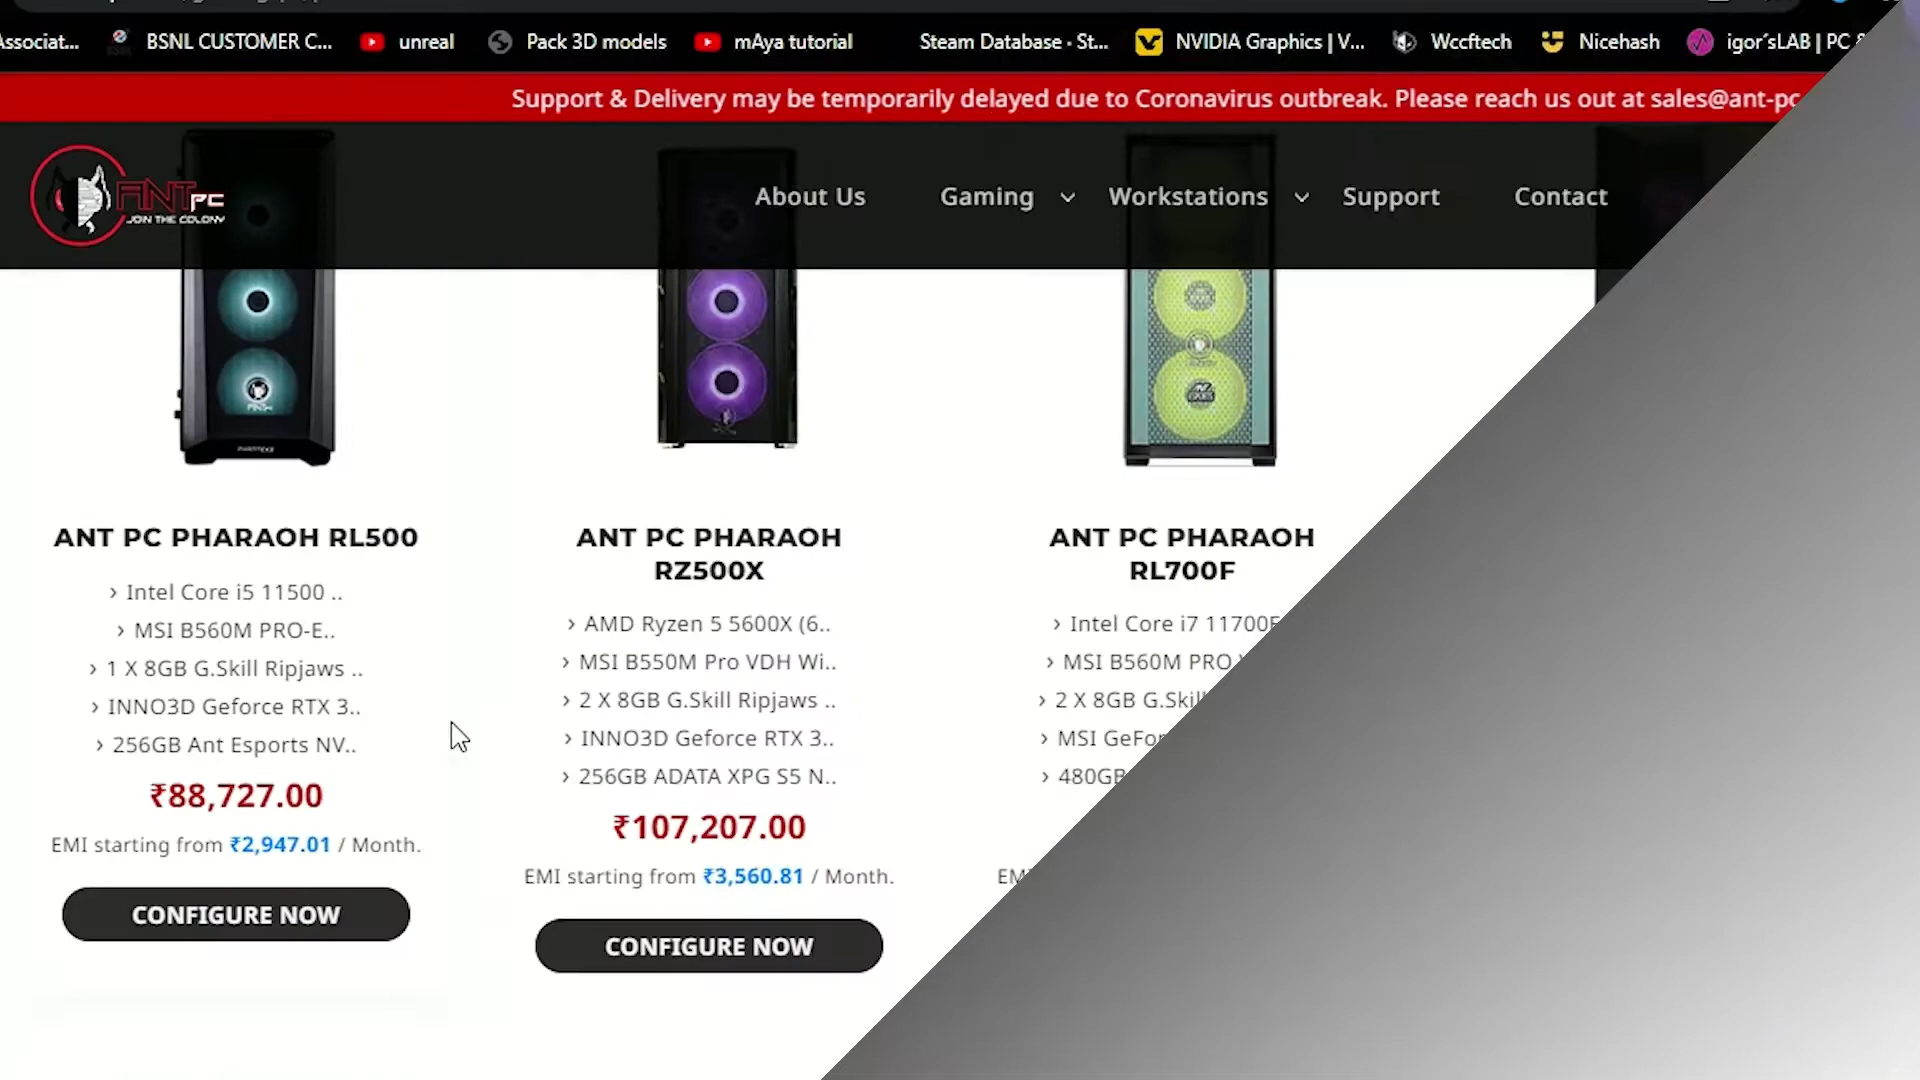 Associat... BSNL CUSTOMER C... unreal Pack 3D models mAya tutorial Steam Database · St... NVIDIA Graphics | V... Wccftech Nicehash igor´sLAB | PC &
Support & Delivery may be temporarily delayed due to Coronavirus outbreak. Please reach us out at sales@ant-pc
ANT PC
JOIN THE COLONY
About Us Gaming Workstations Support Contact
ANT PC PHARAOH RL500
› Intel Core i5 11500 ..
› MSI B560M PRO-E..
› 1 X 8GB G.Skill Ripjaws ..
› INNO3D Geforce RTX 3..
› 256GB Ant Esports NV..
₹88,727.00
EMI starting from ₹2,947.01 / Month.
CONFIGURE NOW
ANT PC PHARAOH
RZ500X
› AMD Ryzen 5 5600X (6..
› MSI B550M Pro VDH Wi..
› 2 X 8GB G.Skill Ripjaws ..
› INNO3D Geforce RTX 3..
› 256GB ADATA XPG S5 N..
₹107,207.00
EMI starting from ₹3,560.81 / Month.
CONFIGURE NOW
ANT PC PHARAOH
RL700F
› Intel Core i7 11700F
› MSI B560M PRO
› 2 X 8GB G.Skil
› MSI GeFor
› 480GB
EM